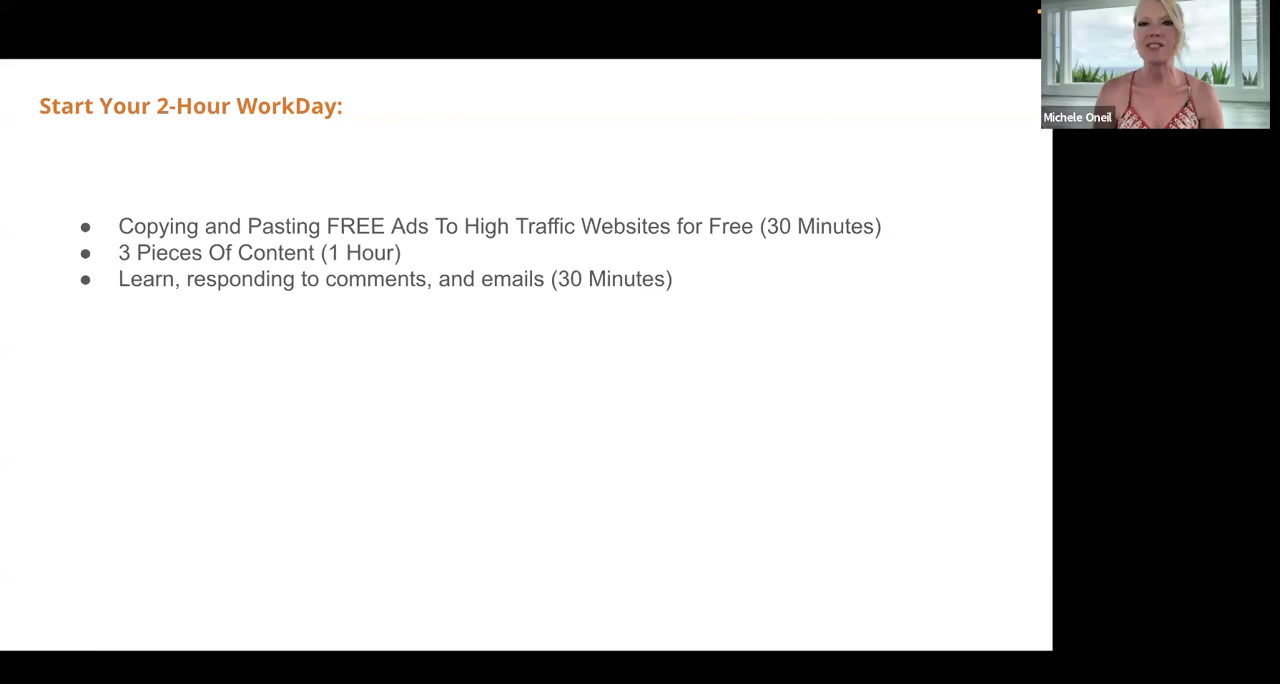 Start Your 2-Hour WorkDay:
● Copying and Pasting FREE Ads To High Traffic Websites for Free (30 Minutes)
● 3 Pieces Of Content (1 Hour)
● Learn, responding to comments, and emails (30 Minutes)
Michele Oneil